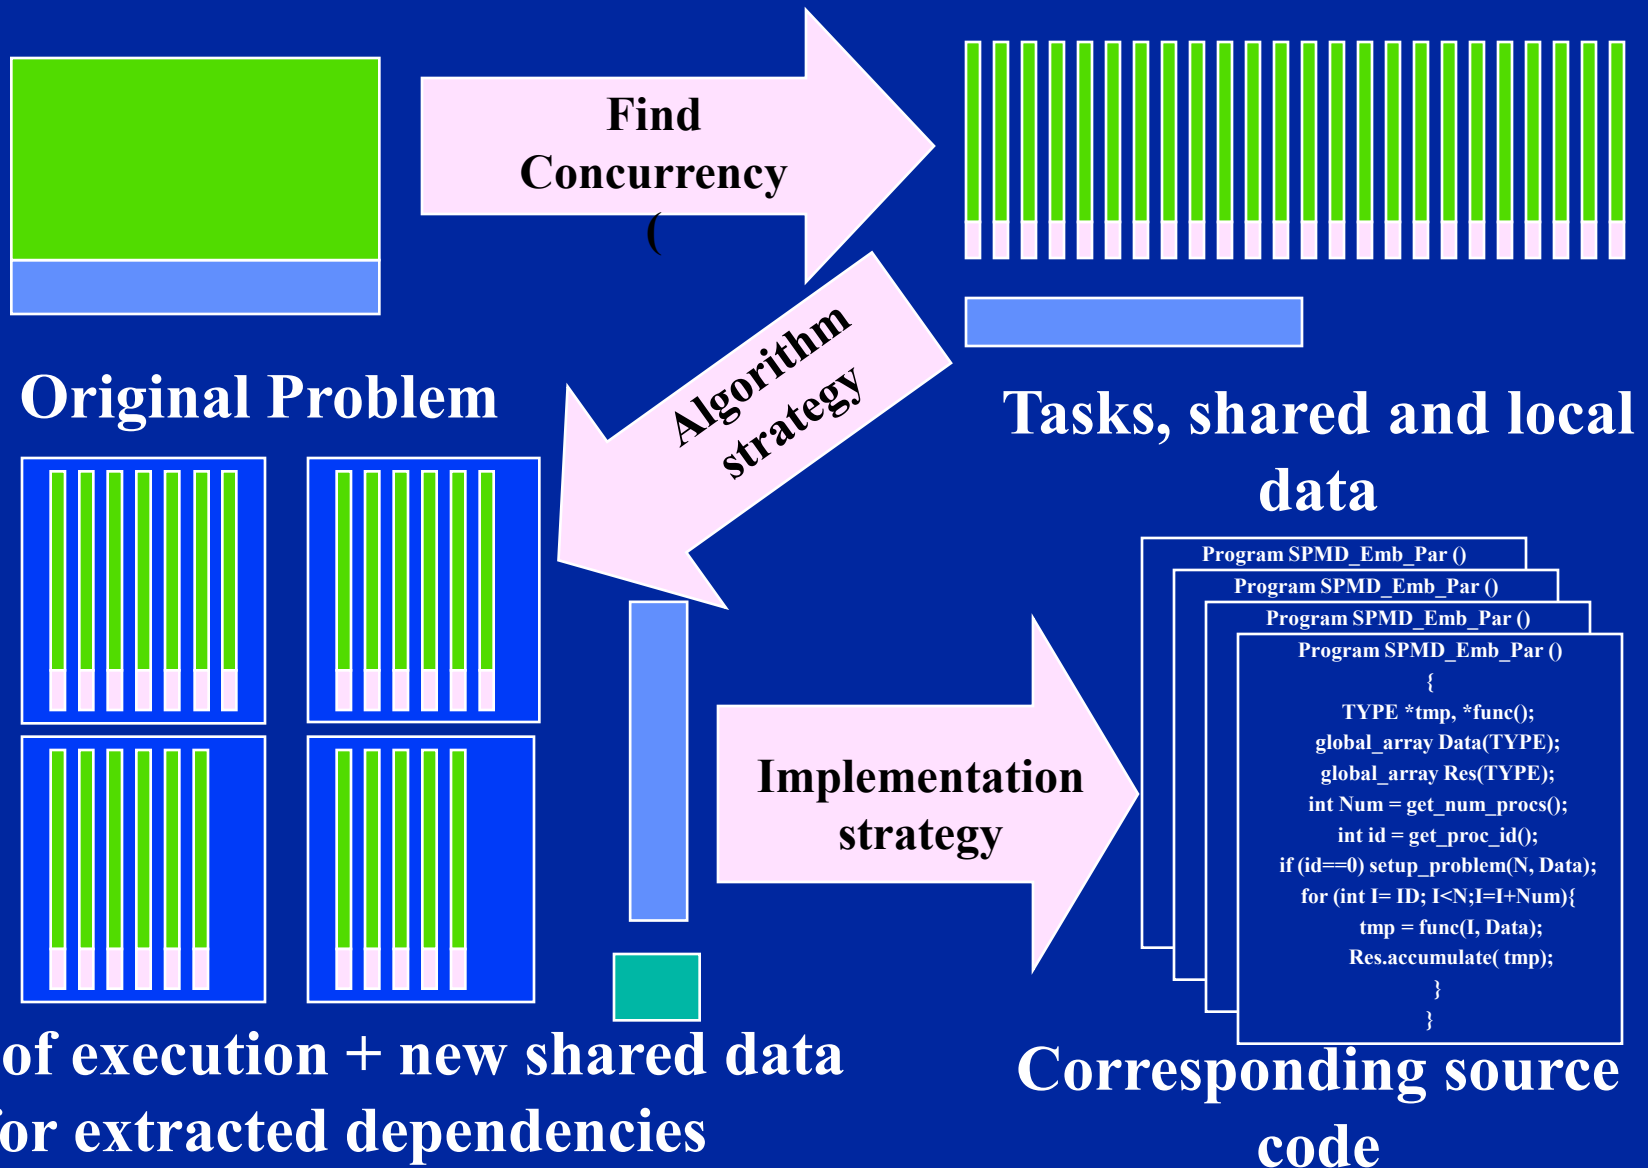 Find
Concurrency
(
Original Problem
Algorithm
strategy
Tasks, shared and local
data
Implementation
strategy
Program SPMD_Emb_Par ()
Program SPMD_Emb_Par ()
Program SPMD_Emb_Par ()
Program SPMD_Emb_Par ()
{
TYPE *tmp, *func();
global_array Data(TYPE);
global_array Res(TYPE);
int Num = get_num_procs();
int id = get_proc_id();
if (id==0) setup_problem(N, Data);
for (int I= ID; I<N;I=I+Num){
tmp = func(I, Data);
Res.accumulate( tmp);
}
}
of execution + new shared data
for extracted dependencies
Corresponding source
code